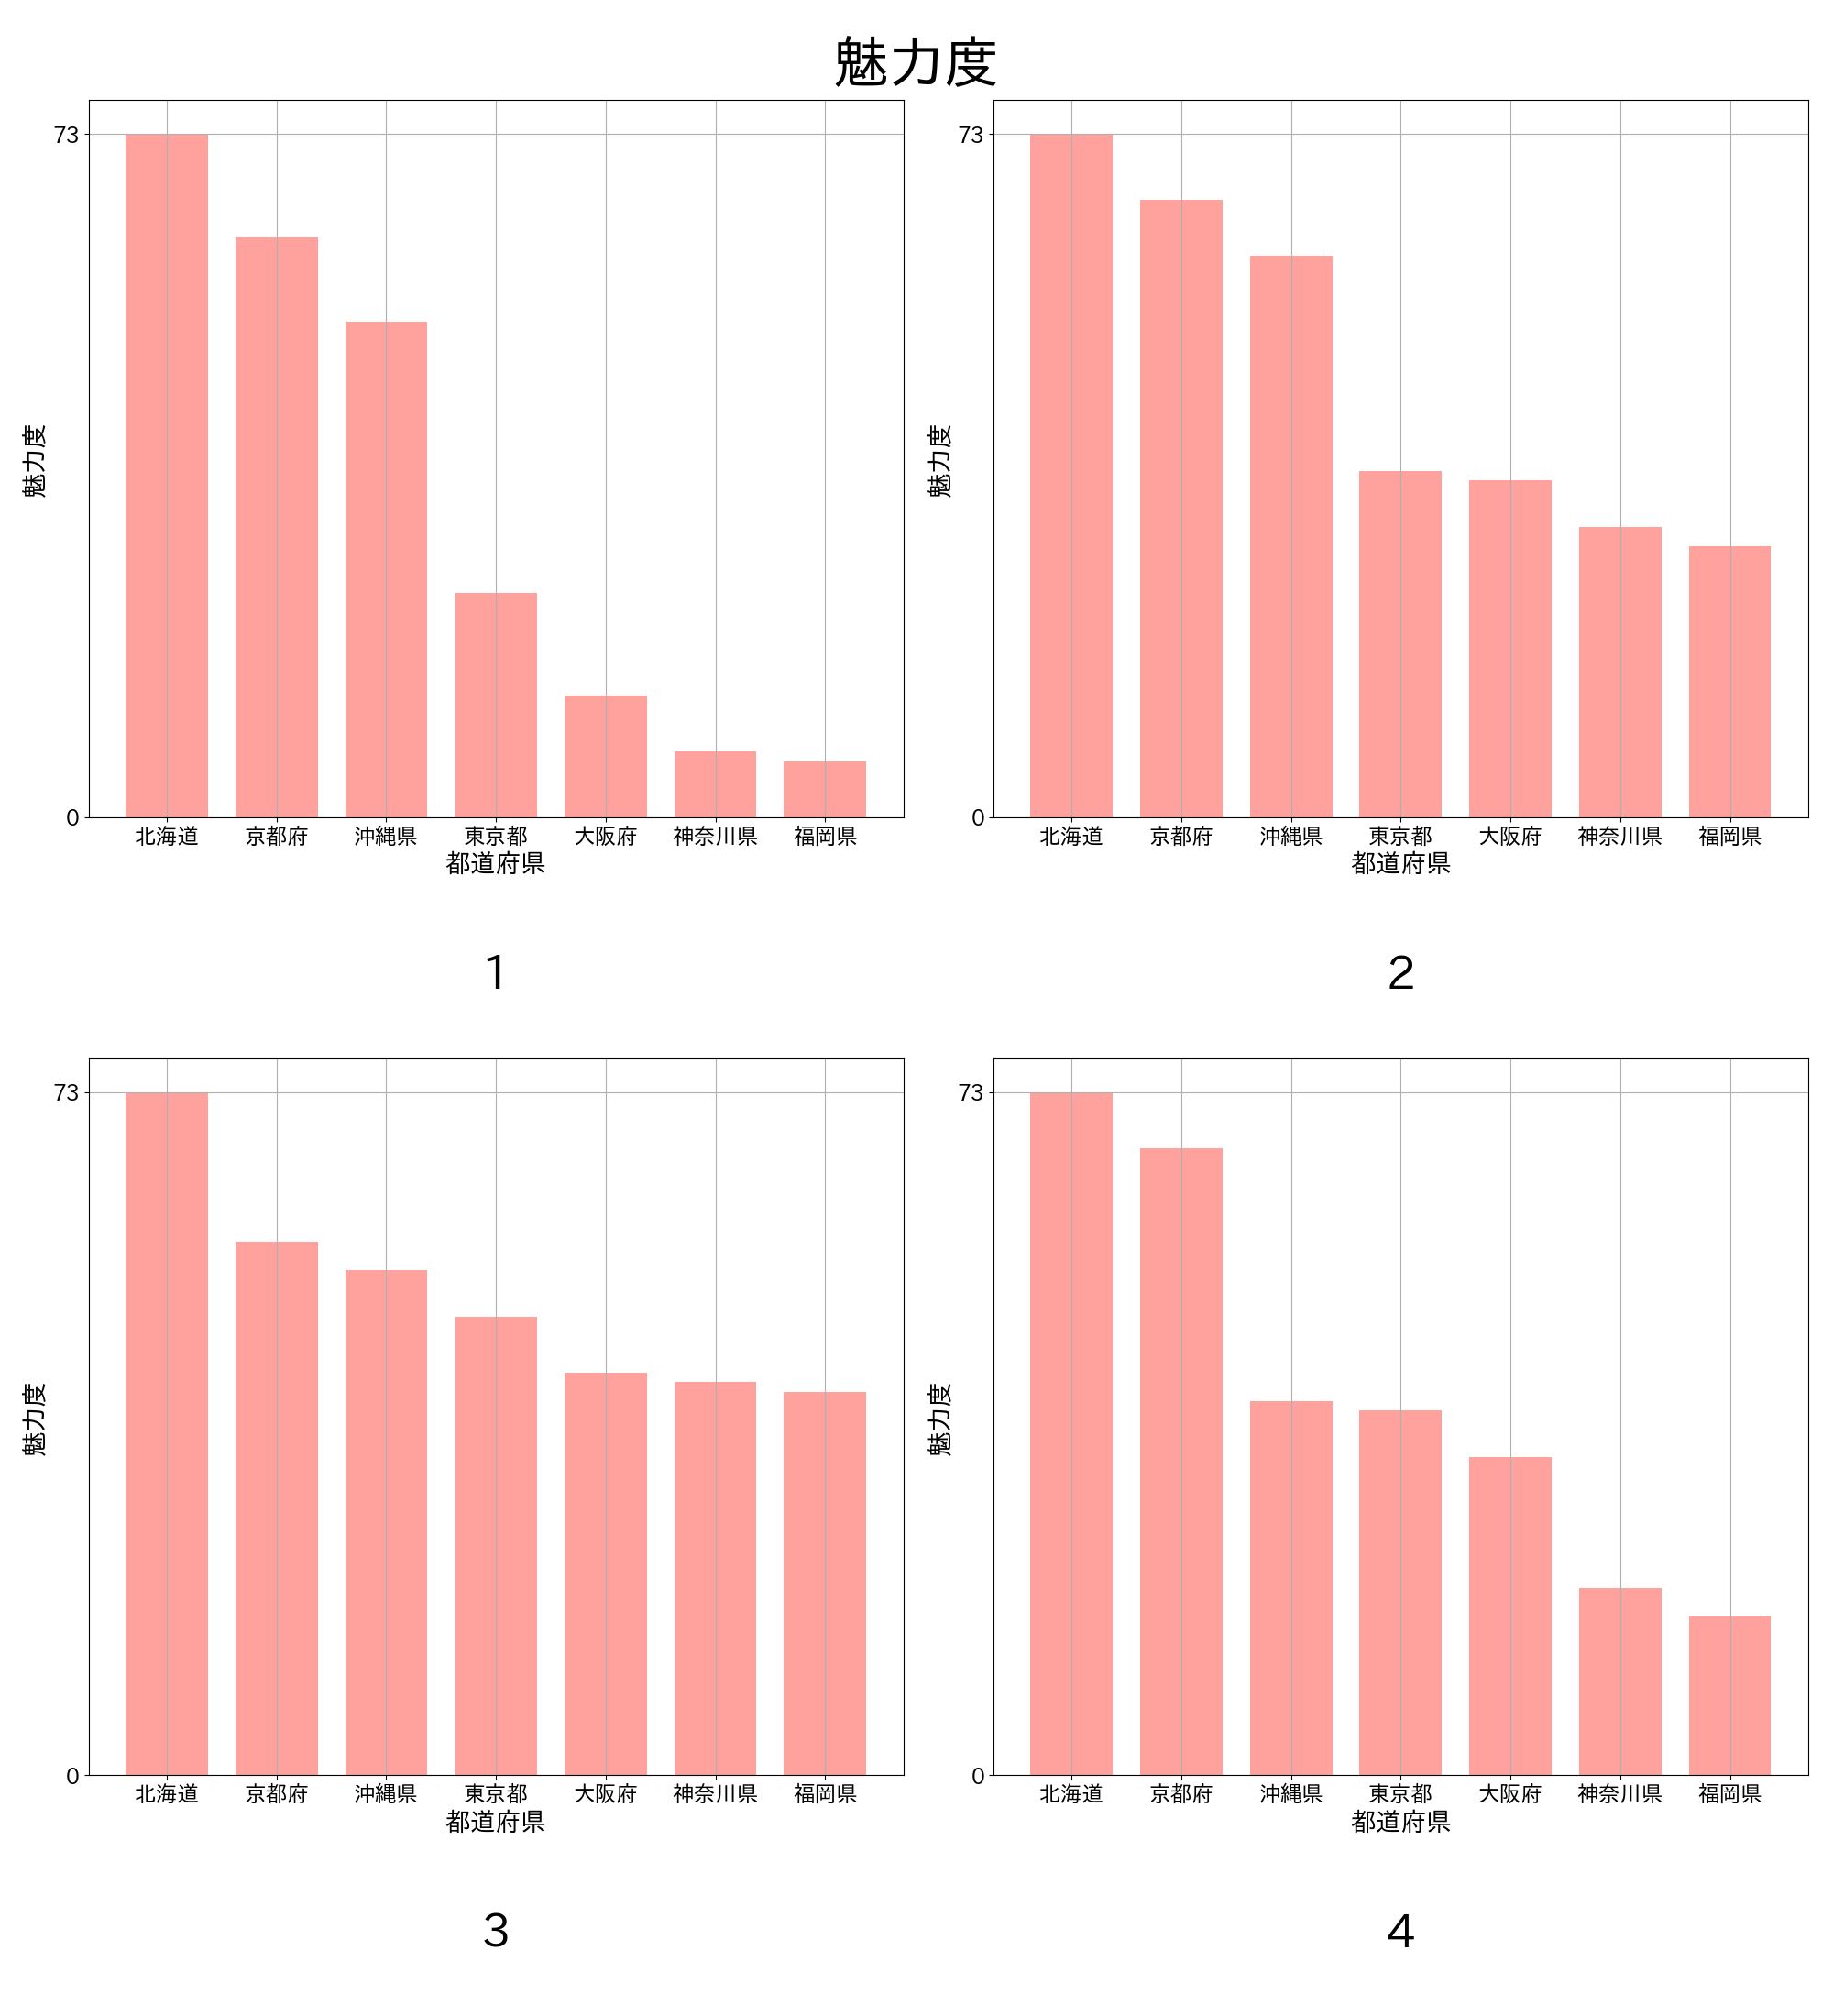 魅力度
73
0
魅力度
北海道 京都府 沖縄県 東京都 大阪府 神奈川県 福岡県
都道府県
1
73
0
魅力度
北海道 京都府 沖縄県 東京都 大阪府 神奈川県 福岡県
都道府県
2
73
0
魅力度
北海道 京都府 沖縄県 東京都 大阪府 神奈川県 福岡県
都道府県
3
73
0
魅力度
北海道 京都府 沖縄県 東京都 大阪府 神奈川県 福岡県
都道府県
4